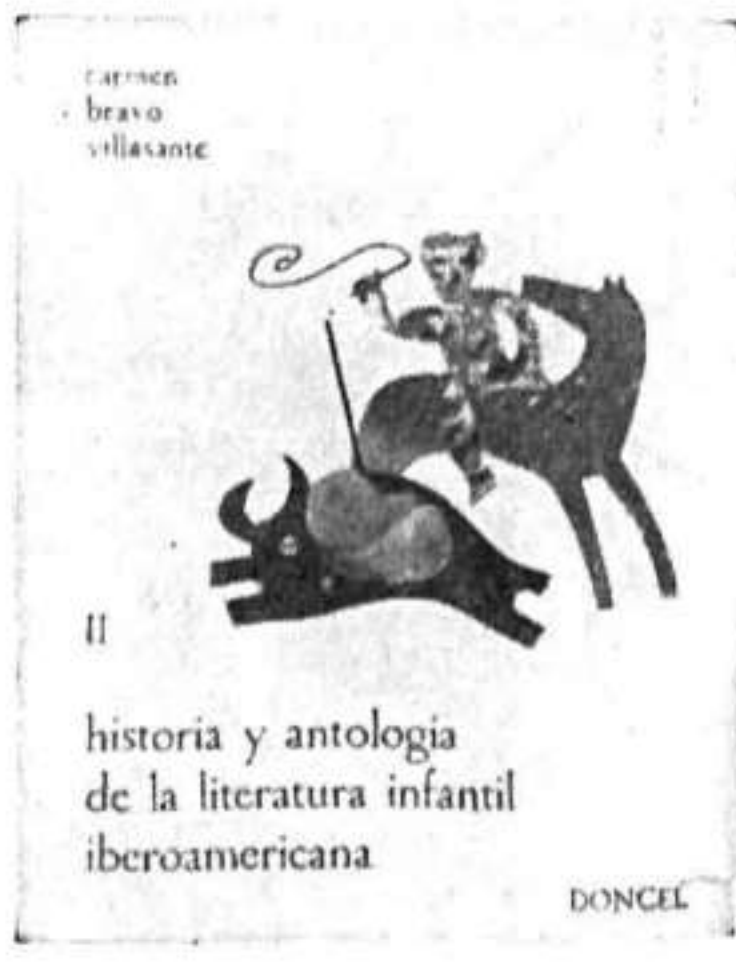 carmen
bravo
villasante
II
historia y antologia
de la literatura infantil
iberoamericana
DONCEL